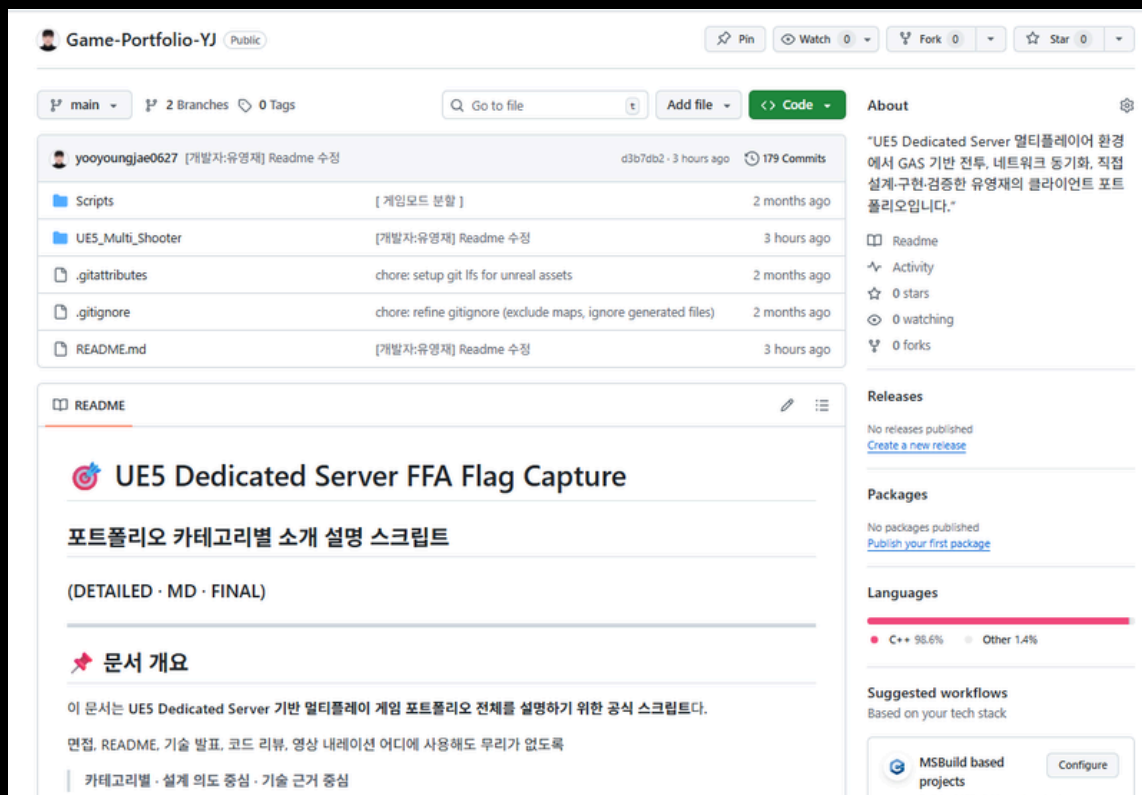 Game-Portfolio-YJ Public
Pin
Watch 0
Fork 0
Star 0
main
2 Branches
0 Tags
Go to file
t
Add file
<> Code
yooyoungjae0627 [개발자:유영재] Readme 수정
d3b7db2 · 3 hours ago
179 Commits
Scripts
[ 게임모드 분할 ]
2 months ago
UE5_Multi_Shooter
[개발자:유영재] Readme 수정
3 hours ago
.gitattributes
chore: setup git lfs for unreal assets
2 months ago
.gitignore
chore: refine gitignore (exclude maps, ignore generated files)
2 months ago
README.md
[개발자:유영재] Readme 수정
3 hours ago
README
🎯 UE5 Dedicated Server FFA Flag Capture
포트폴리오 카테고리별 소개 설명 스크립트
(DETAILED · MD · FINAL)
📌 문서 개요
이 문서는 UE5 Dedicated Server 기반 멀티플레이 게임 포트폴리오 전체를 설명하기 위한 공식 스크립트다.
면접, README, 기술 발표, 코드 리뷰, 영상 내레이션 어디에 사용해도 무리가 없도록
카테고리별 · 설계 의도 중심 · 기술 근거 중심
About
"UE5 Dedicated Server 멀티플레이어 환경
에서 GAS 기반 전투, 네트워크 동기화, 직접
설계·구현·검증한 유영재의 클라이언트 포트
폴리오입니다."
Readme
Activity
0 stars
0 watching
0 forks
Releases
No releases published
Create a new release
Packages
No packages published
Publish your first package
Languages
C++ 98.6%
Other 1.4%
Suggested workflows
Based on your tech stack
MSBuild based
projects
Configure